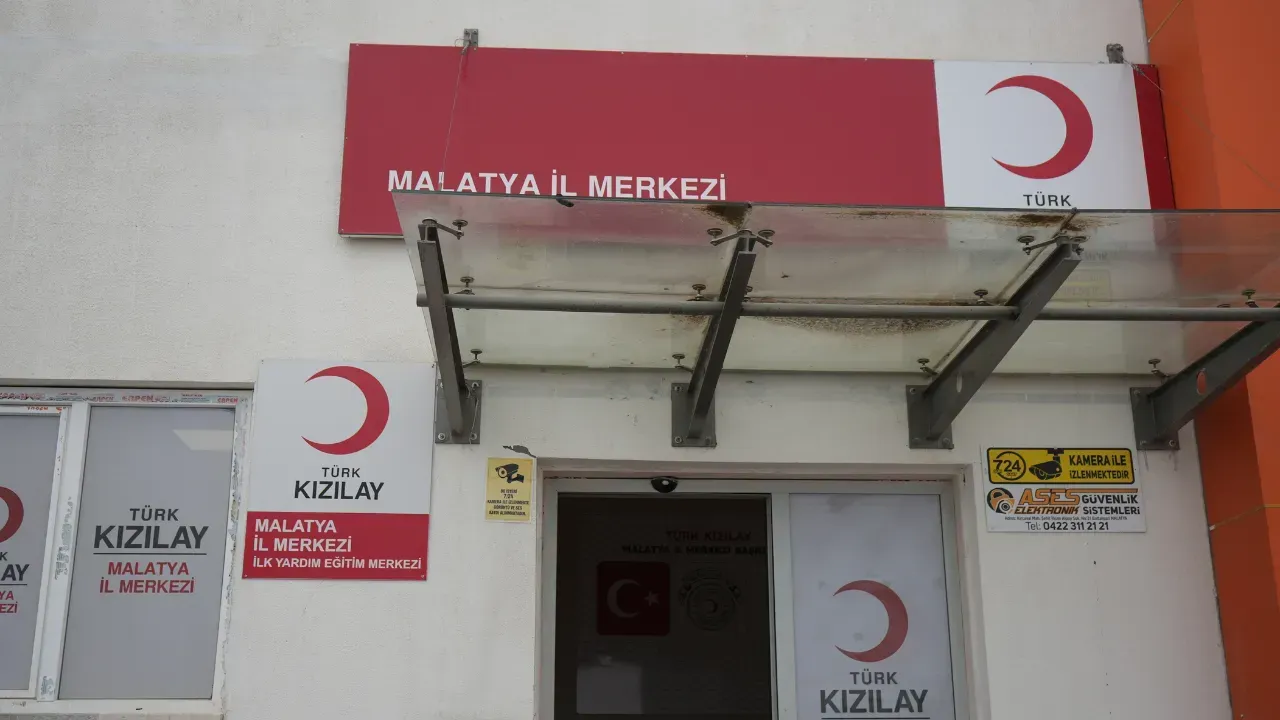 MALATYA İL MERKEZİ
TÜRK
TÜRK
KIZILAY
MALATYA
İL MERKEZİ
İLK YARDIM EĞİTİM MERKEZİ
TÜRK
KIZILAY
MALATYA
İL MERKEZİ
7/24
KAMERA İLE
İZLENMEKTEDİR
ASES GÜVENLİK
ELEKTRONİK SİSTEMLERİ
Tel: 0422 311 21 21
TÜRK KIZILAY
TÜRK
KIZILAY